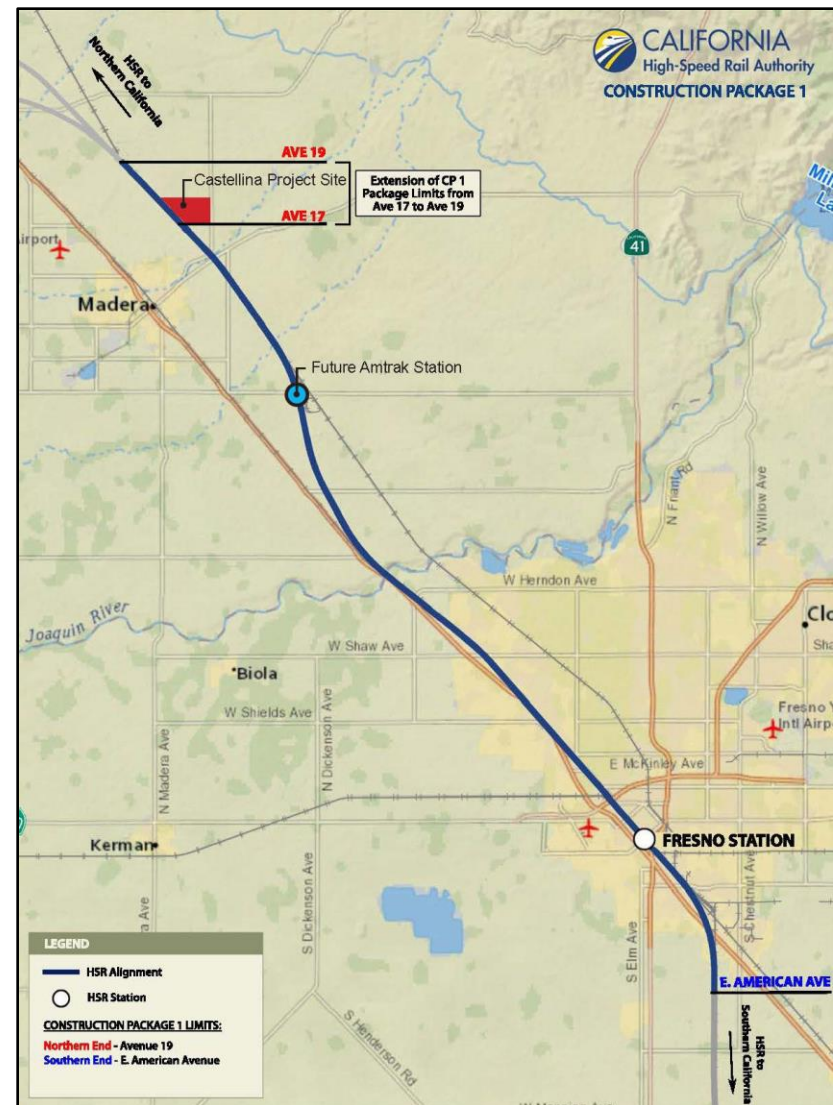 CALIFORNIA
High-Speed Rail Authority
CONSTRUCTION PACKAGE 1
HSR to
Northern California
AVE 19
Castellina Project Site
Extension of CP 1
Package Limits from
Ave 17 to Ave 19
AVE 17
41
Madera
Future Amtrak Station
N Friant Rd
N Willow Ave
W Herndon Ave
Joaquin River
W Shaw Ave
Biola
W Shields Ave
N Madera Ave
N Dickenson Ave
Fresno Y
Intl Airp
E McKinley Ave
Kerman
FRESNO STATION
S Dickenson Ave
S Elm Ave
S Chestnut Ave
E. AMERICAN AVE
S Henderson Rd
HSR to
Southern California
LEGEND
HSR Alignment
HSR Station
CONSTRUCTION PACKAGE 1 LIMITS:
Northern End - Avenue 19
Southern End - E. American Avenue